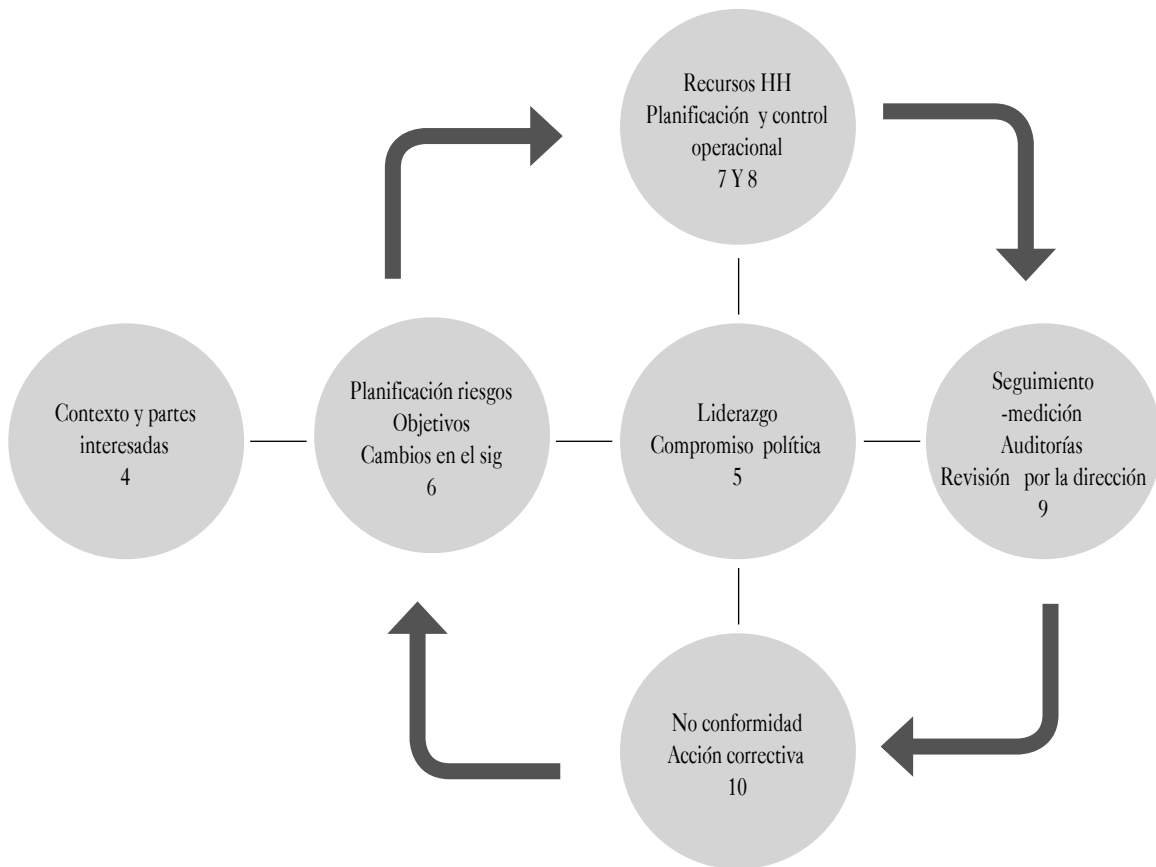 Recursos HH
Planificación y control
operacional
7 Y 8
Contexto y partes
interesadas
4
Planificación riesgos
Objetivos
Cambios en el sig
6
Liderazgo
Compromiso política
5
Seguimiento
-medición
Auditorías
Revisión por la dirección
9
No conformidad
Acción correctiva
10